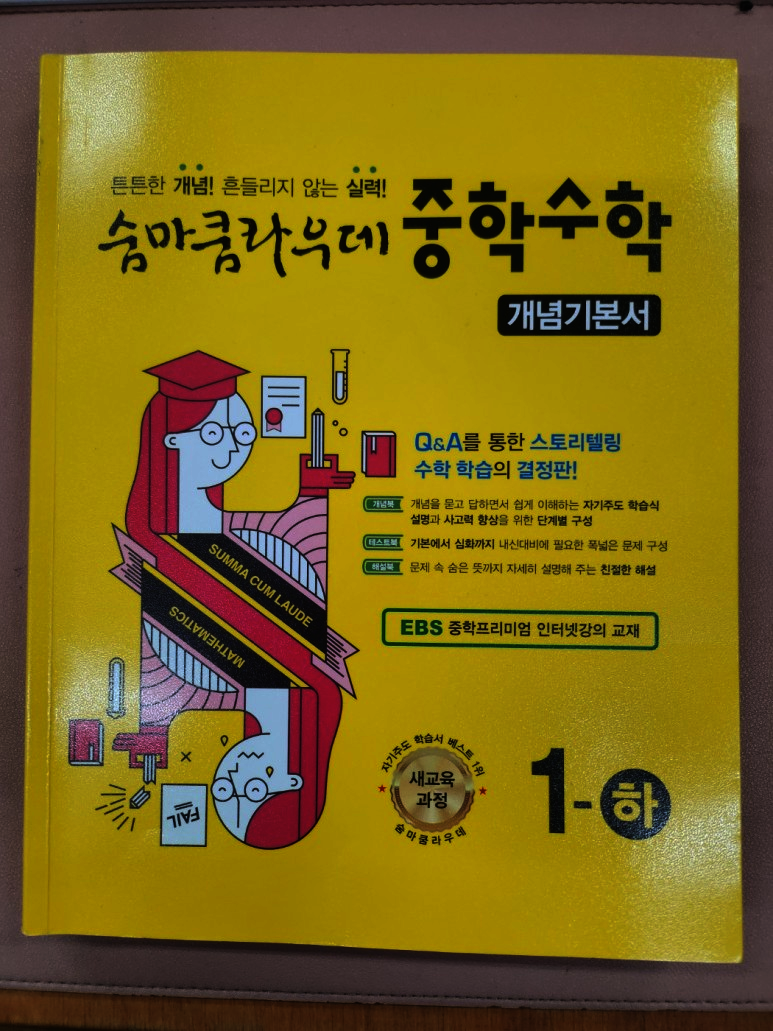 튼튼한 개념! 흔들리지 않는 실력!
숨마쿰라우데 중학수학
개념기본서
Q&A를 통한 스토리텔링
수학 학습의 결정판!
개념북 개념을 묻고 답하면서 쉽게 이해하는 자기주도 학습식
설명과 사고력 향상을 위한 단계별 구성
테스트북 기본에서 심화까지 내신대비에 필요한 폭넓은 문제 구성
해설북 문제 속 숨은 뜻까지 자세히 설명해 주는 친절한 해설
SUMMA CUM LAUDE
MATHEMATICS
EBS 중학프리미엄 인터넷강의 교재
자기주도 학습서 베스트 1위
새교육
과정
숨마쿰라우데
1-하
FAIL